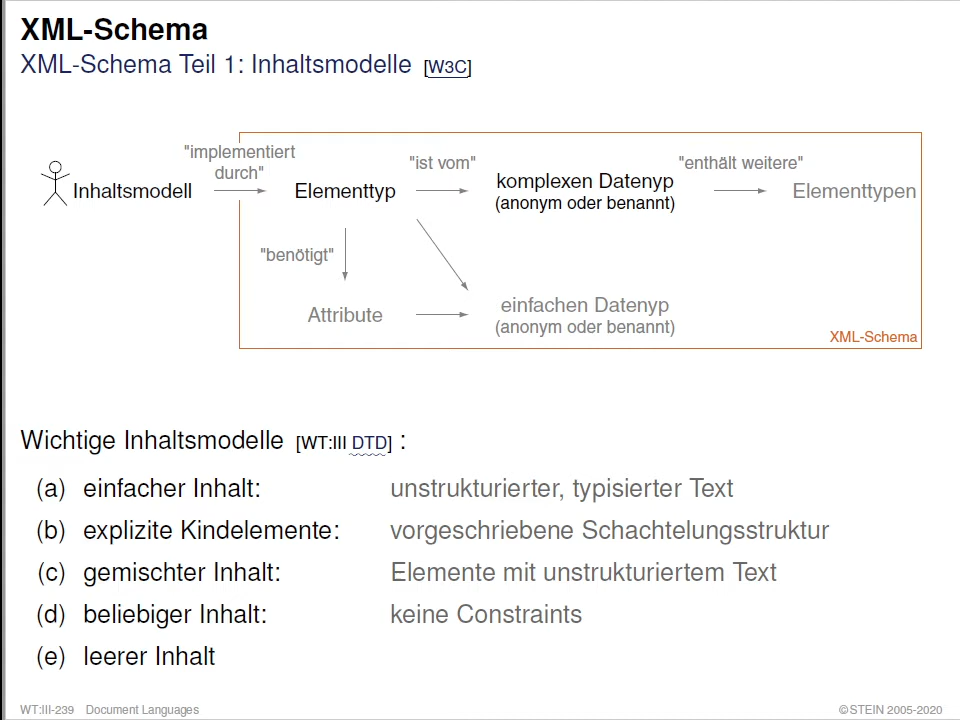 XML-Schema
XML-Schema Teil 1: Inhaltsmodelle [W3C]
"implementiert
durch"
"ist vom"
"enthält weitere"
Inhaltsmodell
Elementtyp
komplexen Datenyp
(anonym oder benannt)
Elementtypen
"benötigt"
Attribute
einfachen Datenyp
(anonym oder benannt)
XML-Schema
Wichtige Inhaltsmodelle [WT:III DTD] :
(a) einfacher Inhalt: unstrukturierter, typisierter Text
(b) explizite Kindelemente: vorgeschriebene Schachtelungsstruktur
(c) gemischter Inhalt: Elemente mit unstrukturiertem Text
(d) beliebiger Inhalt: keine Constraints
(e) leerer Inhalt
WT:III-239 Document Languages ©STEIN 2005-2020